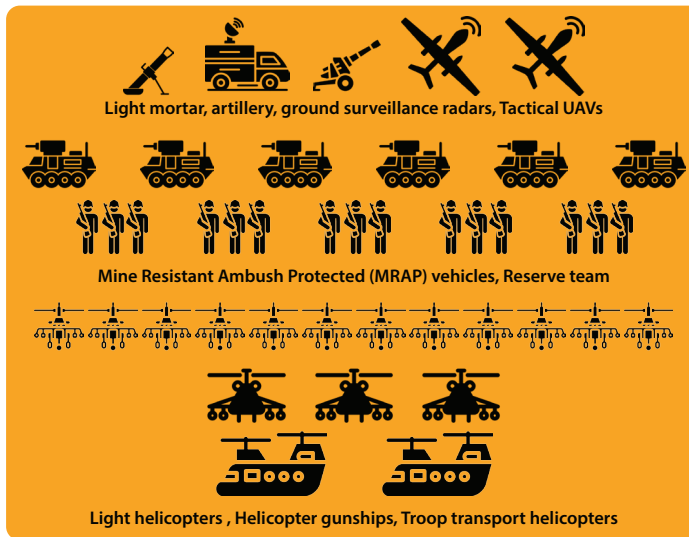 Light mortar, artillery, ground surveillance radars, Tactical UAVs
Mine Resistant Ambush Protected (MRAP) vehicles, Reserve team
Light helicopters , Helicopter gunships, Troop transport helicopters